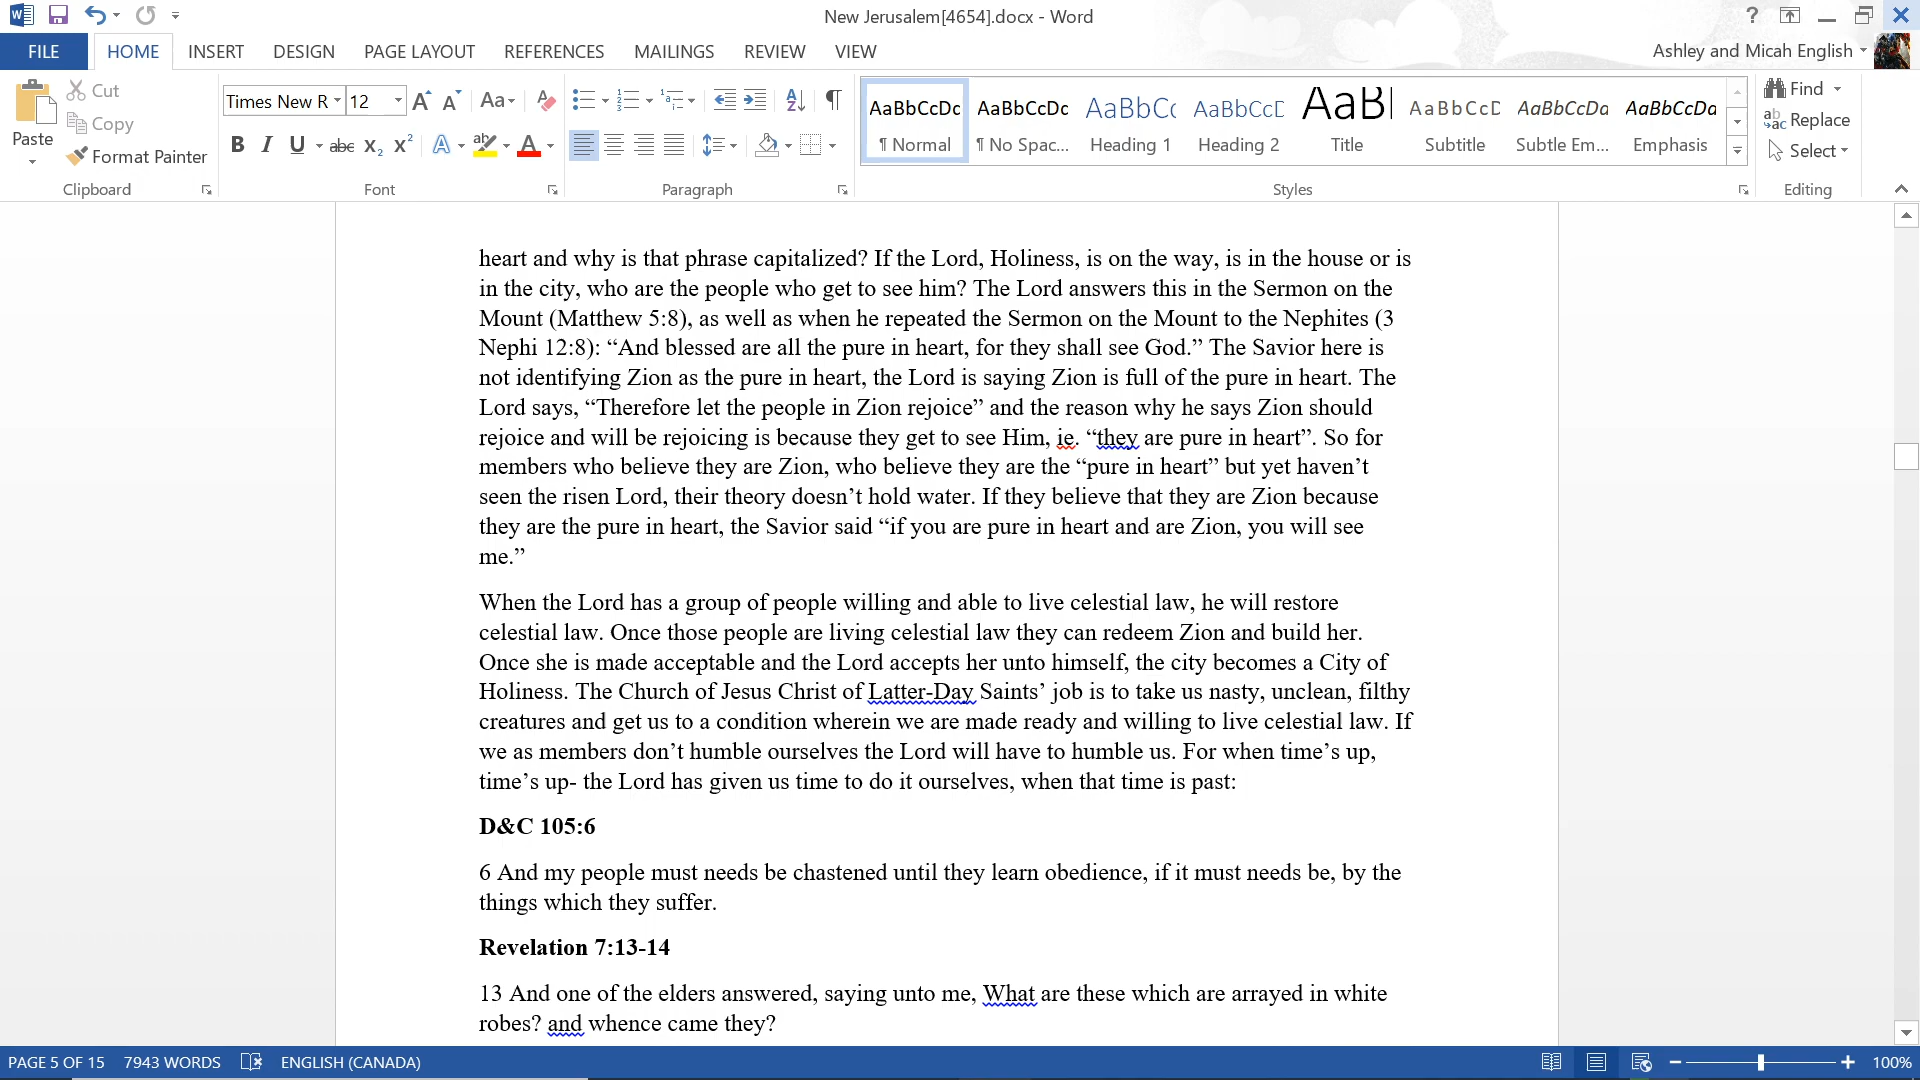 New Jerusalem[4654].docx - Word
?
FILE HOME INSERT DESIGN PAGE LAYOUT REFERENCES MAILINGS REVIEW VIEW
Ashley and Micah English
Paste
Cut
Copy
Format Painter
Clipboard
Times New R 12 A A Aa
B I U abc X2 X2 A ab A
Font
Paragraph
AaBbCcDc AaBbCcDc AaBbCc AaBbCcD AaB AaBbCcD AaBbCcDa AaBbCcDa
¶ Normal ¶ No Spac... Heading 1 Heading 2 Title Subtitle Subtle Em... Emphasis
Styles
Find
Replace
Select
Editing
heart and why is that phrase capitalized? If the Lord, Holiness, is on the way, is in the house or is
in the city, who are the people who get to see him? The Lord answers this in the Sermon on the
Mount (Matthew 5:8), as well as when he repeated the Sermon on the Mount to the Nephites (3
Nephi 12:8): “And blessed are all the pure in heart, for they shall see God.” The Savior here is
not identifying Zion as the pure in heart, the Lord is saying Zion is full of the pure in heart. The
Lord says, “Therefore let the people in Zion rejoice” and the reason why he says Zion should
rejoice and will be rejoicing is because they get to see Him, ie. “they are pure in heart”. So for
members who believe they are Zion, who believe they are the “pure in heart” but yet haven’t
seen the risen Lord, their theory doesn’t hold water. If they believe that they are Zion because
they are the pure in heart, the Savior said “if you are pure in heart and are Zion, you will see
me.”
When the Lord has a group of people willing and able to live celestial law, he will restore
celestial law. Once those people are living celestial law they can redeem Zion and build her.
Once she is made acceptable and the Lord accepts her unto himself, the city becomes a City of
Holiness. The Church of Jesus Christ of Latter-Day Saints’ job is to take us nasty, unclean, filthy
creatures and get us to a condition wherein we are made ready and willing to live celestial law. If
we as members don’t humble ourselves the Lord will have to humble us. For when time’s up,
time’s up- the Lord has given us time to do it ourselves, when that time is past:
D&C 105:6
6 And my people must needs be chastened until they learn obedience, if it must needs be, by the
things which they suffer.
Revelation 7:13-14
13 And one of the elders answered, saying unto me, What are these which are arrayed in white
robes? and whence came they?
PAGE 5 OF 15 7943 WORDS ENGLISH (CANADA) 100%